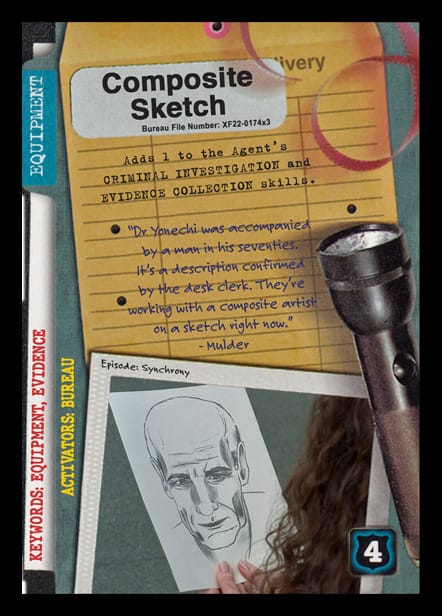 EQUIPMENT
livery
Composite
Sketch
Bureau File Number: XF22-0174x3
Adds 1 to the Agent's
CRIMINAL INVESTIGATION and
EVIDENCE COLLECTION skills.
"Dr. Yonechi was accompanied
by a man in his seventies.
It's a description confirmed
by the desk clerk. They're
working with a composite artist
on a sketch right now."
- Mulder
Episode: Synchrony
KEYWORDS: EQUIPMENT, EVIDENCE
ACTIVATORS: BUREAU
4